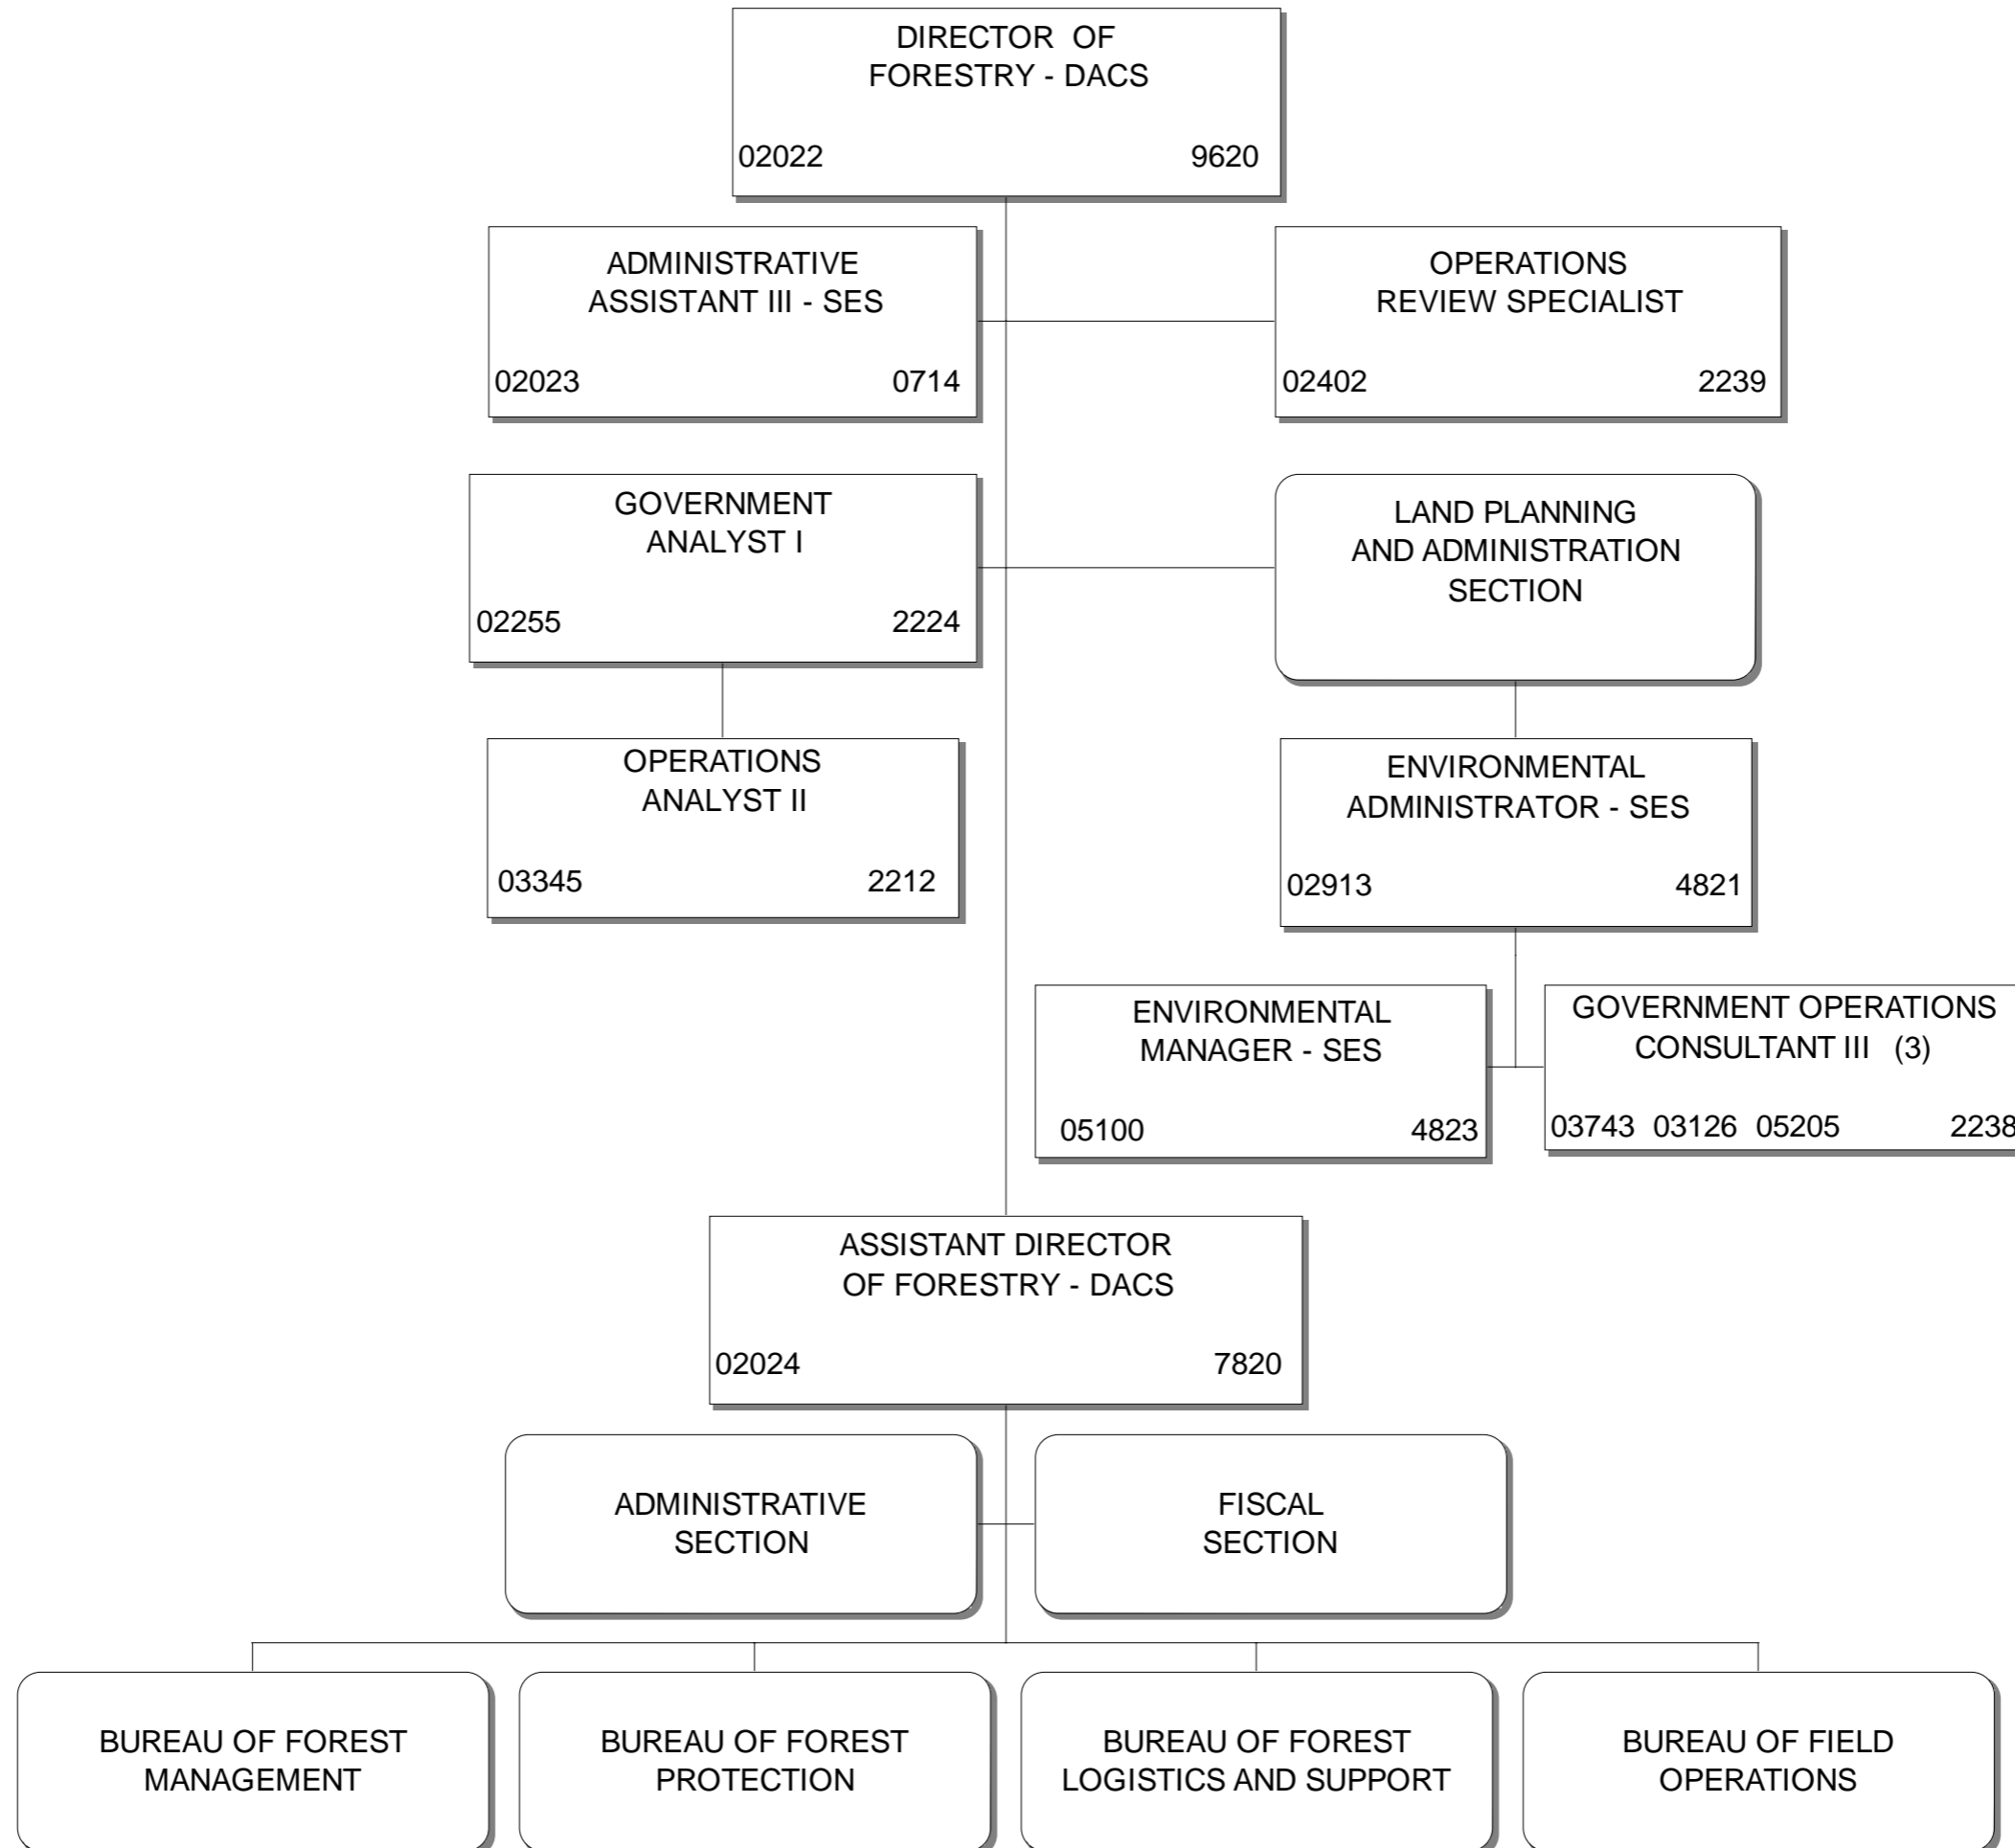 DIRECTOR OF
FORESTRY - DACS
02022 9620
ADMINISTRATIVE
ASSISTANT III - SES
02023 0714
OPERATIONS
REVIEW SPECIALIST
02402 2239
GOVERNMENT
ANALYST I
02255 2224
LAND PLANNING
AND ADMINISTRATION
SECTION
OPERATIONS
ANALYST II
03345 2212
ENVIRONMENTAL
ADMINISTRATOR - SES
02913 4821
ENVIRONMENTAL
MANAGER - SES
05100 4823
GOVERNMENT OPERATIONS
CONSULTANT III (3)
03743 03126 05205 2238
ASSISTANT DIRECTOR
OF FORESTRY - DACS
02024 7820
ADMINISTRATIVE
SECTION
FISCAL
SECTION
BUREAU OF FOREST
MANAGEMENT
BUREAU OF FOREST
PROTECTION
BUREAU OF FOREST
LOGISTICS AND SUPPORT
BUREAU OF FIELD
OPERATIONS